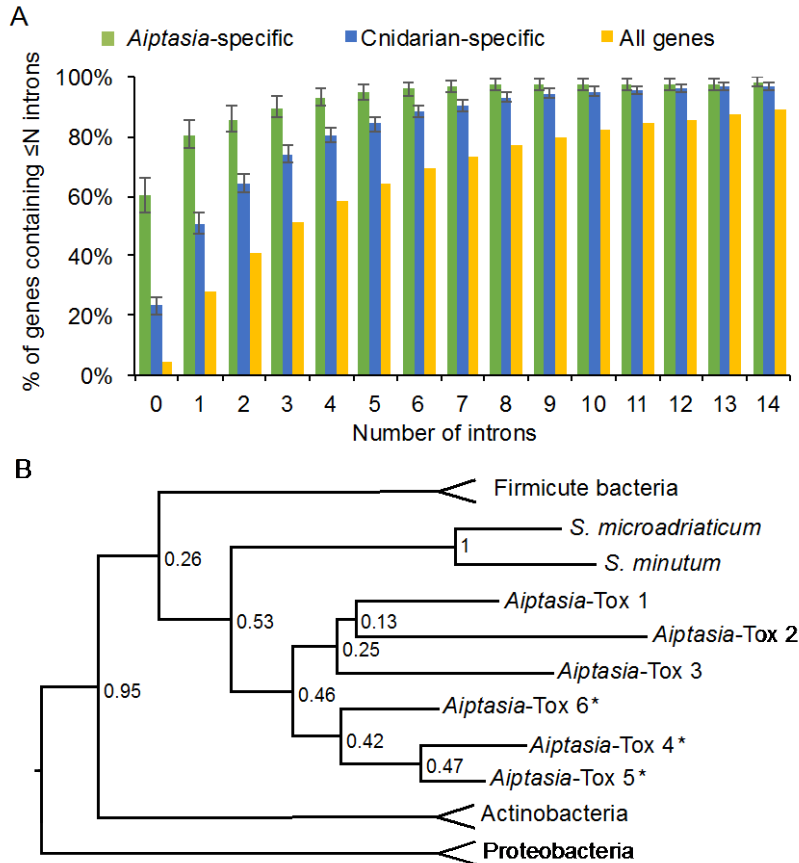 A
Aiptasia-specific Cnidarian-specific All genes
% of genes containing ≤N introns
100%
80%
60%
40%
20%
0%
0 1 2 3 4 5 6 7 8 9 10 11 12 13 14
Number of introns
B
Firmicute bacteria
S. microadriaticum
1
0.26
S. minutum
Aiptasia-Tox 1
0.13
0.53
Aiptasia-Tox 2
0.25
Aiptasia-Tox 3
0.95
0.46
Aiptasia-Tox 6*
0.42
Aiptasia-Tox 4*
0.47
Aiptasia-Tox 5*
Actinobacteria
Proteobacteria